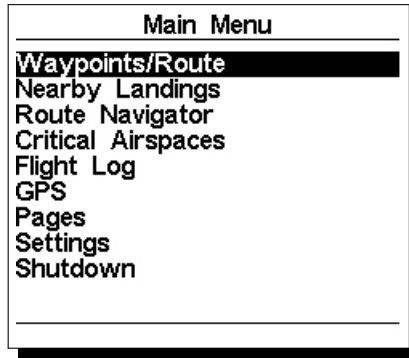 Main Menu
Waypoints/Route
Nearby Landings
Route Navigator
Critical Airspaces
Flight Log
GPS
Pages
Settings
Shutdown